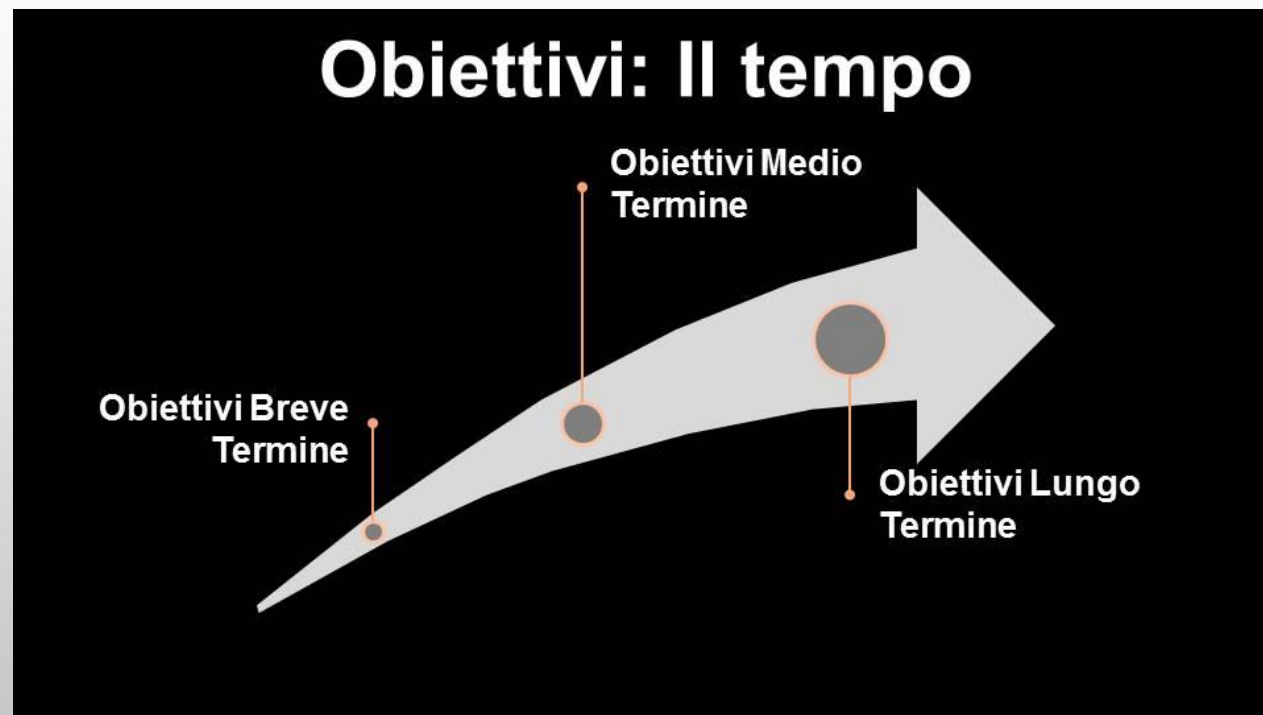 Obiettivi: Il tempo
Obiettivi Medio
Termine
Obiettivi Breve
Termine
Obiettivi Lungo
Termine